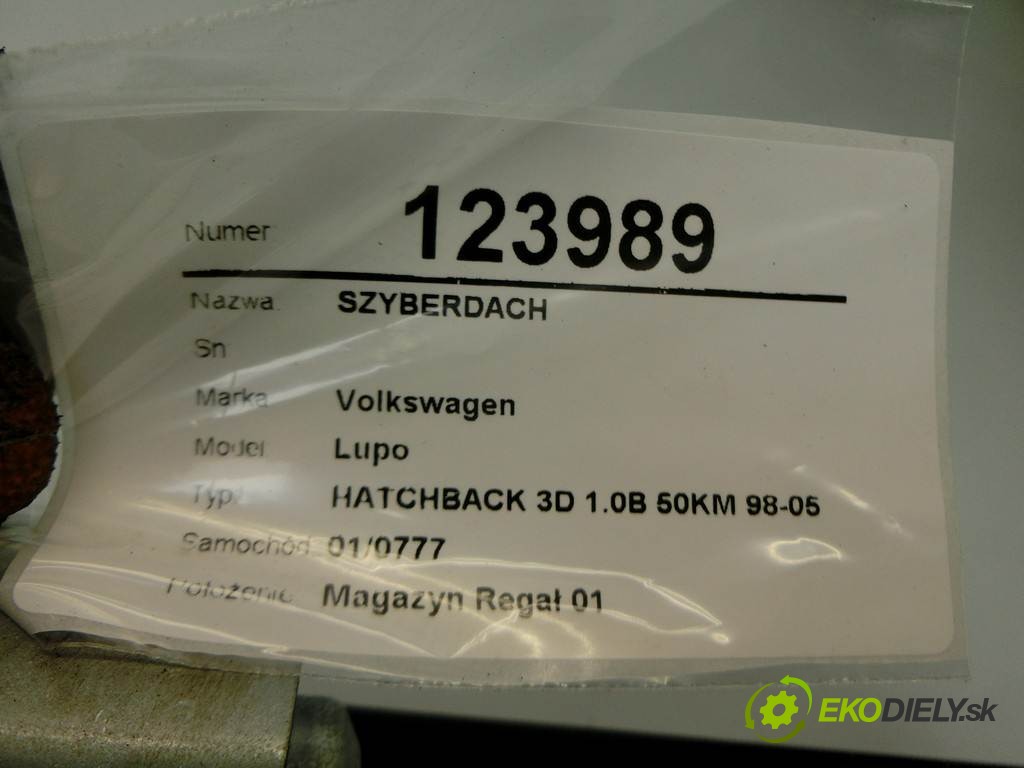 Numer 123989
Nazwa SZYBERDACH
Sn
Marka Volkswagen
Model Lupo
Typ HATCHBACK 3D 1.0B 50KM 98-05
Samochód 01/0777
Położenie Magazyn Regał 01
EKODIELY.sk